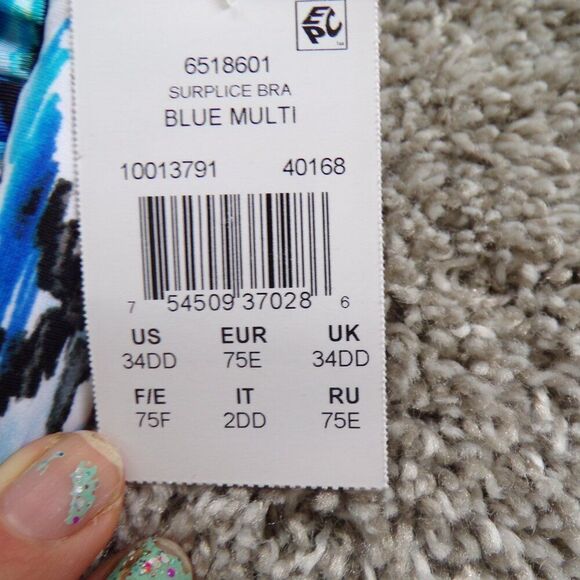 EPC
6518601
SURPLICE BRA
BLUE MULTI
10013791 40168
7 54509 37028 6
US EUR UK
34DD 75E 34DD
F/E IT RU
75F 2DD 75E